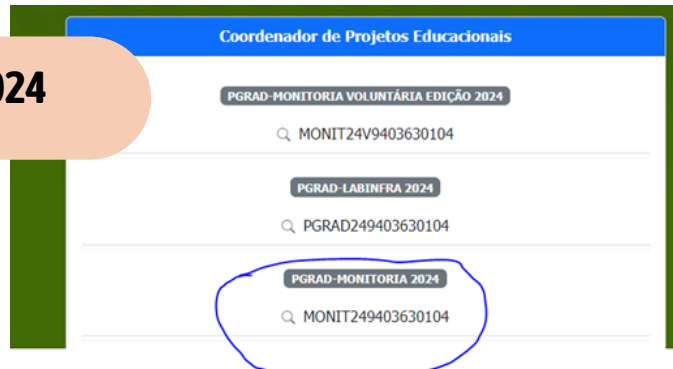 Coordenador de Projetos Educacionais
024
PGRAD-MONITORIA VOLUNTÁRIA EDIÇÃO 2024
MONIT24V9403630104
PGRAD-LABINFRA 2024
PGRAD249403630104
PGRAD-MONITORIA 2024
MONIT249403630104